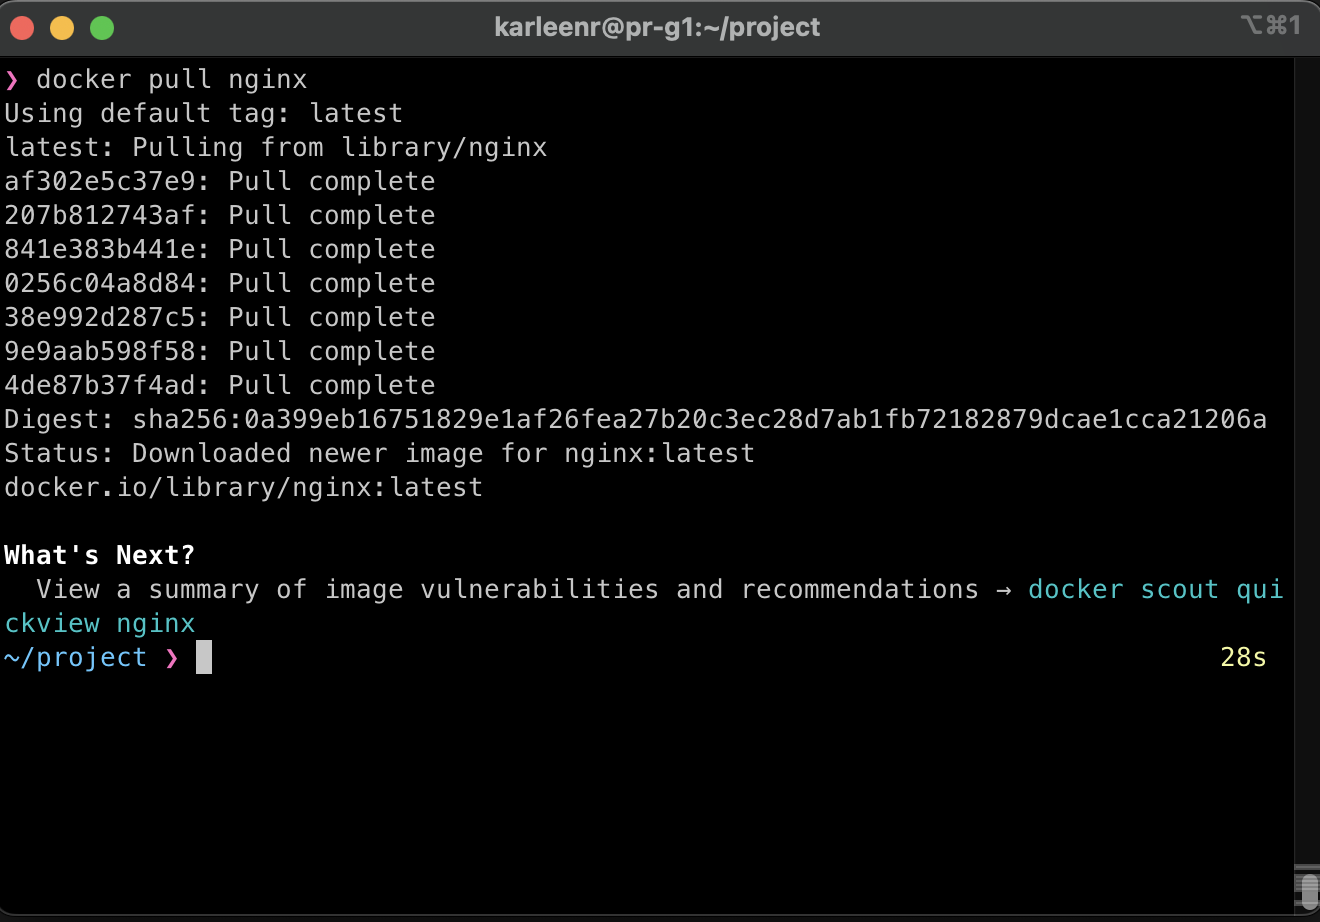 karleenr@pr-g1:~/project
⌥⌘1
❯ docker pull nginx
Using default tag: latest
latest: Pulling from library/nginx
af302e5c37e9: Pull complete
207b812743af: Pull complete
841e383b441e: Pull complete
0256c04a8d84: Pull complete
38e992d287c5: Pull complete
9e9aab598f58: Pull complete
4de87b37f4ad: Pull complete
Digest: sha256:0a399eb16751829e1af26fea27b20c3ec28d7ab1fb72182879dcae1cca21206a
Status: Downloaded newer image for nginx:latest
docker.io/library/nginx:latest
What's Next?
View a summary of image vulnerabilities and recommendations → docker scout qui
ckview nginx
~/project ❯ 28s